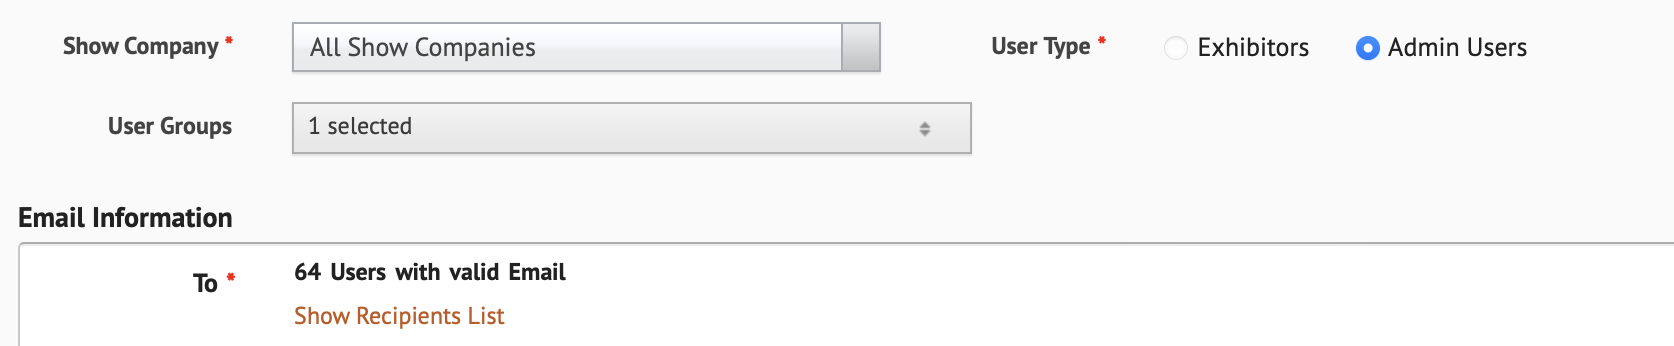 Show Company * All Show Companies User Type * Exhibitors Admin Users
User Groups 1 selected
Email Information
To * 64 Users with valid Email
Show Recipients List